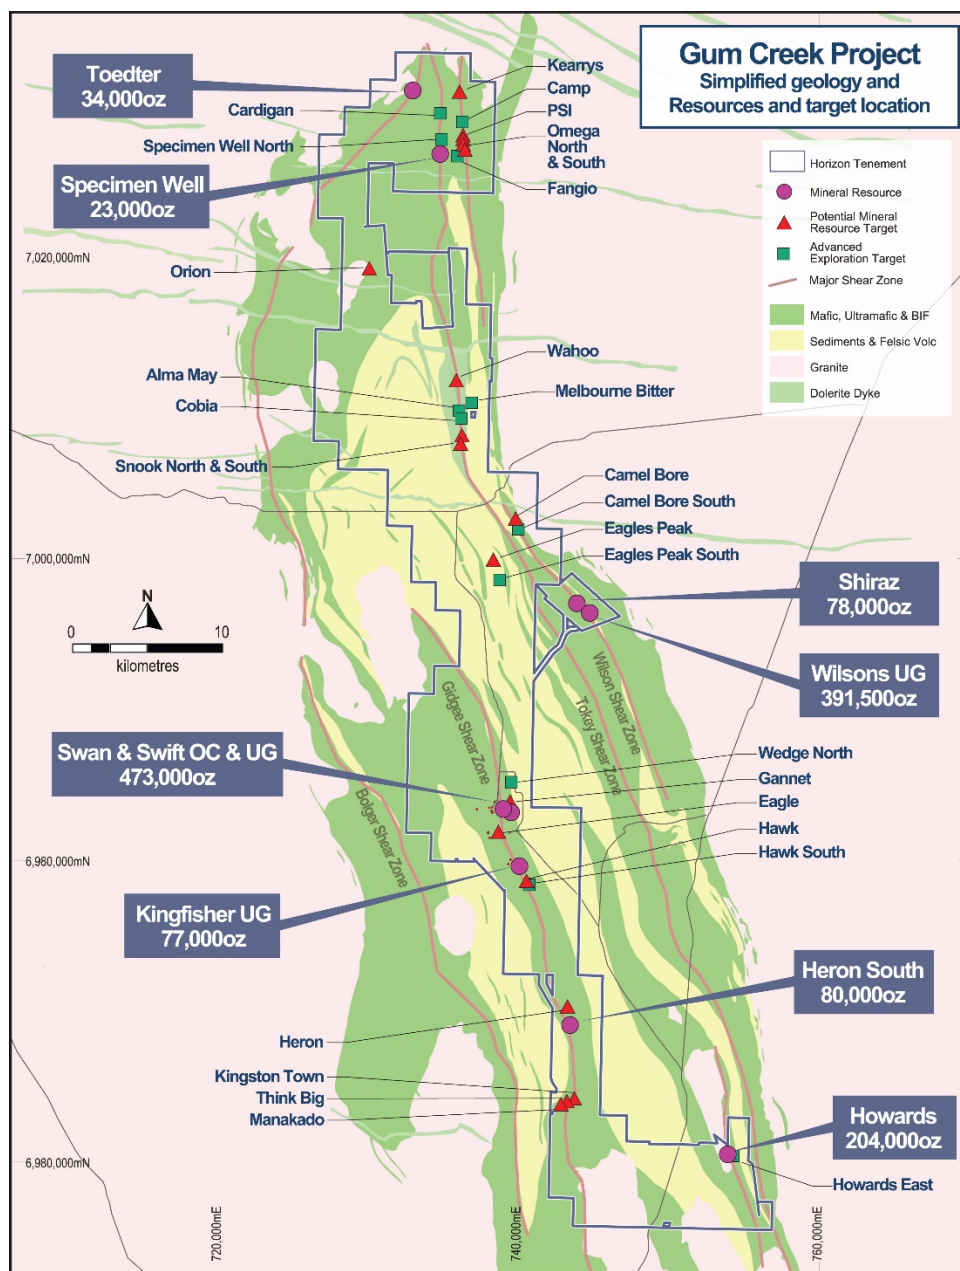 Gum Creek Project
Simplified geology and
Resources and target location
Horizon Tenement
Mineral Resource
Potential Mineral
Resource Target
Advanced
Exploration Target
Major Shear Zone
Mafic, Ultramafic & BIF
Sediments & Felsic Volc
Granite
Dolerite Dyke
Toedter
34,000oz
Cardigan
Specimen Well North
Specimen Well
23,000oz
Kearrys
Camp
PSI
Omega
North
& South
Fangio
7,020,000mN
Orion
Wahoo
Alma May
Melbourne Bitter
Cobia
Snook North & South
Camel Bore
Camel Bore South
Eagles Peak
Eagles Peak South
7,000,000mN
N
0
10
kilometres
Shiraz
78,000oz
Wilsons UG
391,500oz
Wilson Shear Zone
Tokey Shear Zone
Gidgee Shear Zone
Bolger Shear Zone
Swan & Swift OC & UG
473,000oz
Wedge North
Gannet
Eagle
Hawk
Hawk South
6,980,000mN
Kingfisher UG
77,000oz
Heron South
80,000oz
Heron
Kingston Town
Think Big
Manakado
Howards
204,000oz
Howards East
6,980,000mN
720,000mE
740,000mE
760,000mE